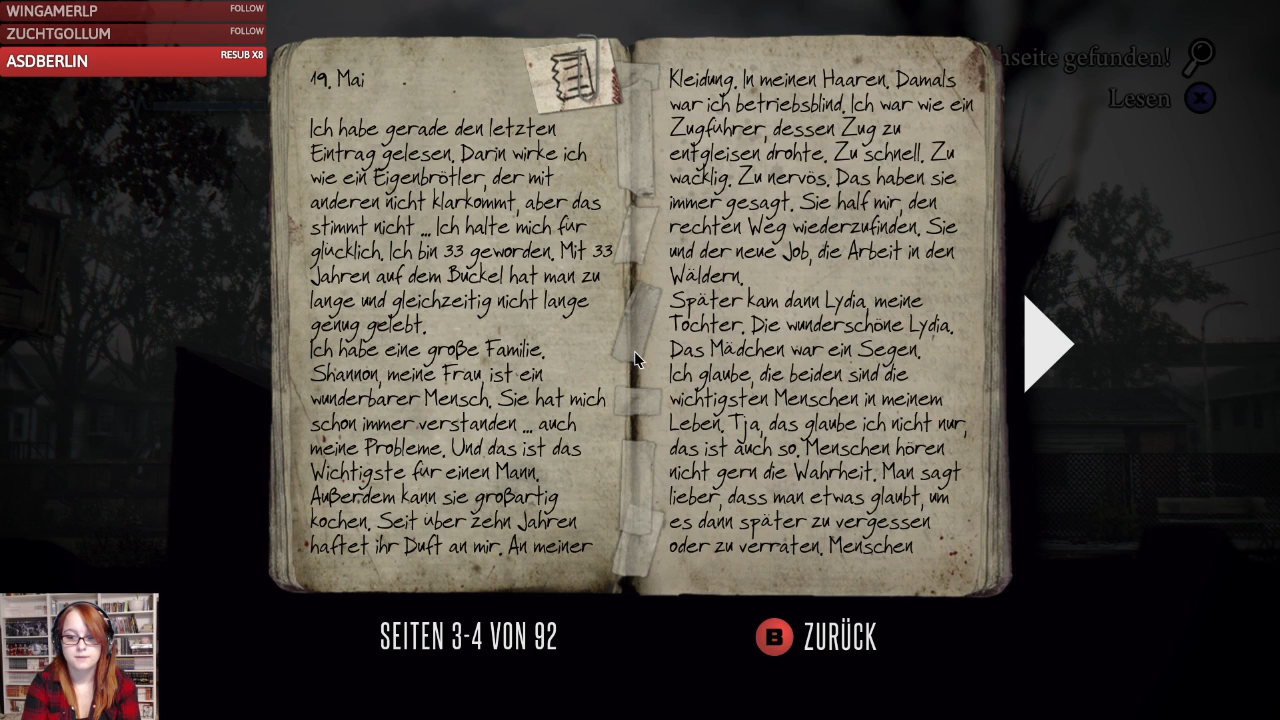 WINGAMERLP FOLLOW
ZUCHTGOLLUM FOLLOW
ASDBERLIN RESUB X8
hseite gefunden!
Lesen X
19. Mai
Ich habe gerade den letzten
Eintrag gelesen. Darin wirke ich
wie ein Eigenbrötler, der mit
anderen nicht klarkommt, aber das
stimmt nicht ... Ich halte mich für
glücklich. Ich bin 33 geworden. Mit 33
Jahren auf dem Buckel hat man zu
lange und gleichzeitig nicht lange
genug gelebt.
Ich habe eine große Familie.
Shannon, meine Frau ist ein
wunderbarer Mensch. Sie hat mich
schon immer verstanden ... auch
meine Probleme. Und das ist das
Wichtigste für einen Mann.
Außerdem kann sie großartig
kochen. Seit über zehn Jahren
haftet ihr Duft an mir. An meiner
Kleidung. In meinen Haaren. Damals
war ich betriebsblind. Ich war wie ein
Zugführer, dessen Zug zu
entgleisen drohte. Zu schnell. Zu
wacklig. Zu nervös. Das haben sie
immer gesagt. Sie half mir, den
rechten Weg wiederzufinden. Sie
und der neue Job, die Arbeit in den
Wäldern.
Später kam dann Lydia, meine
Tochter. Die wunderschöne Lydia.
Das Mädchen war ein Segen.
Ich glaube, die beiden sind die
wichtigsten Menschen in meinem
Leben. Tja, das glaube ich nicht nur,
das ist auch so. Menschen hören
nicht gern die Wahrheit. Man sagt
lieber, dass man etwas glaubt, um
es dann später zu vergessen
oder zu verraten. Menschen
SEITEN 3-4 VON 92
B ZURÜCK